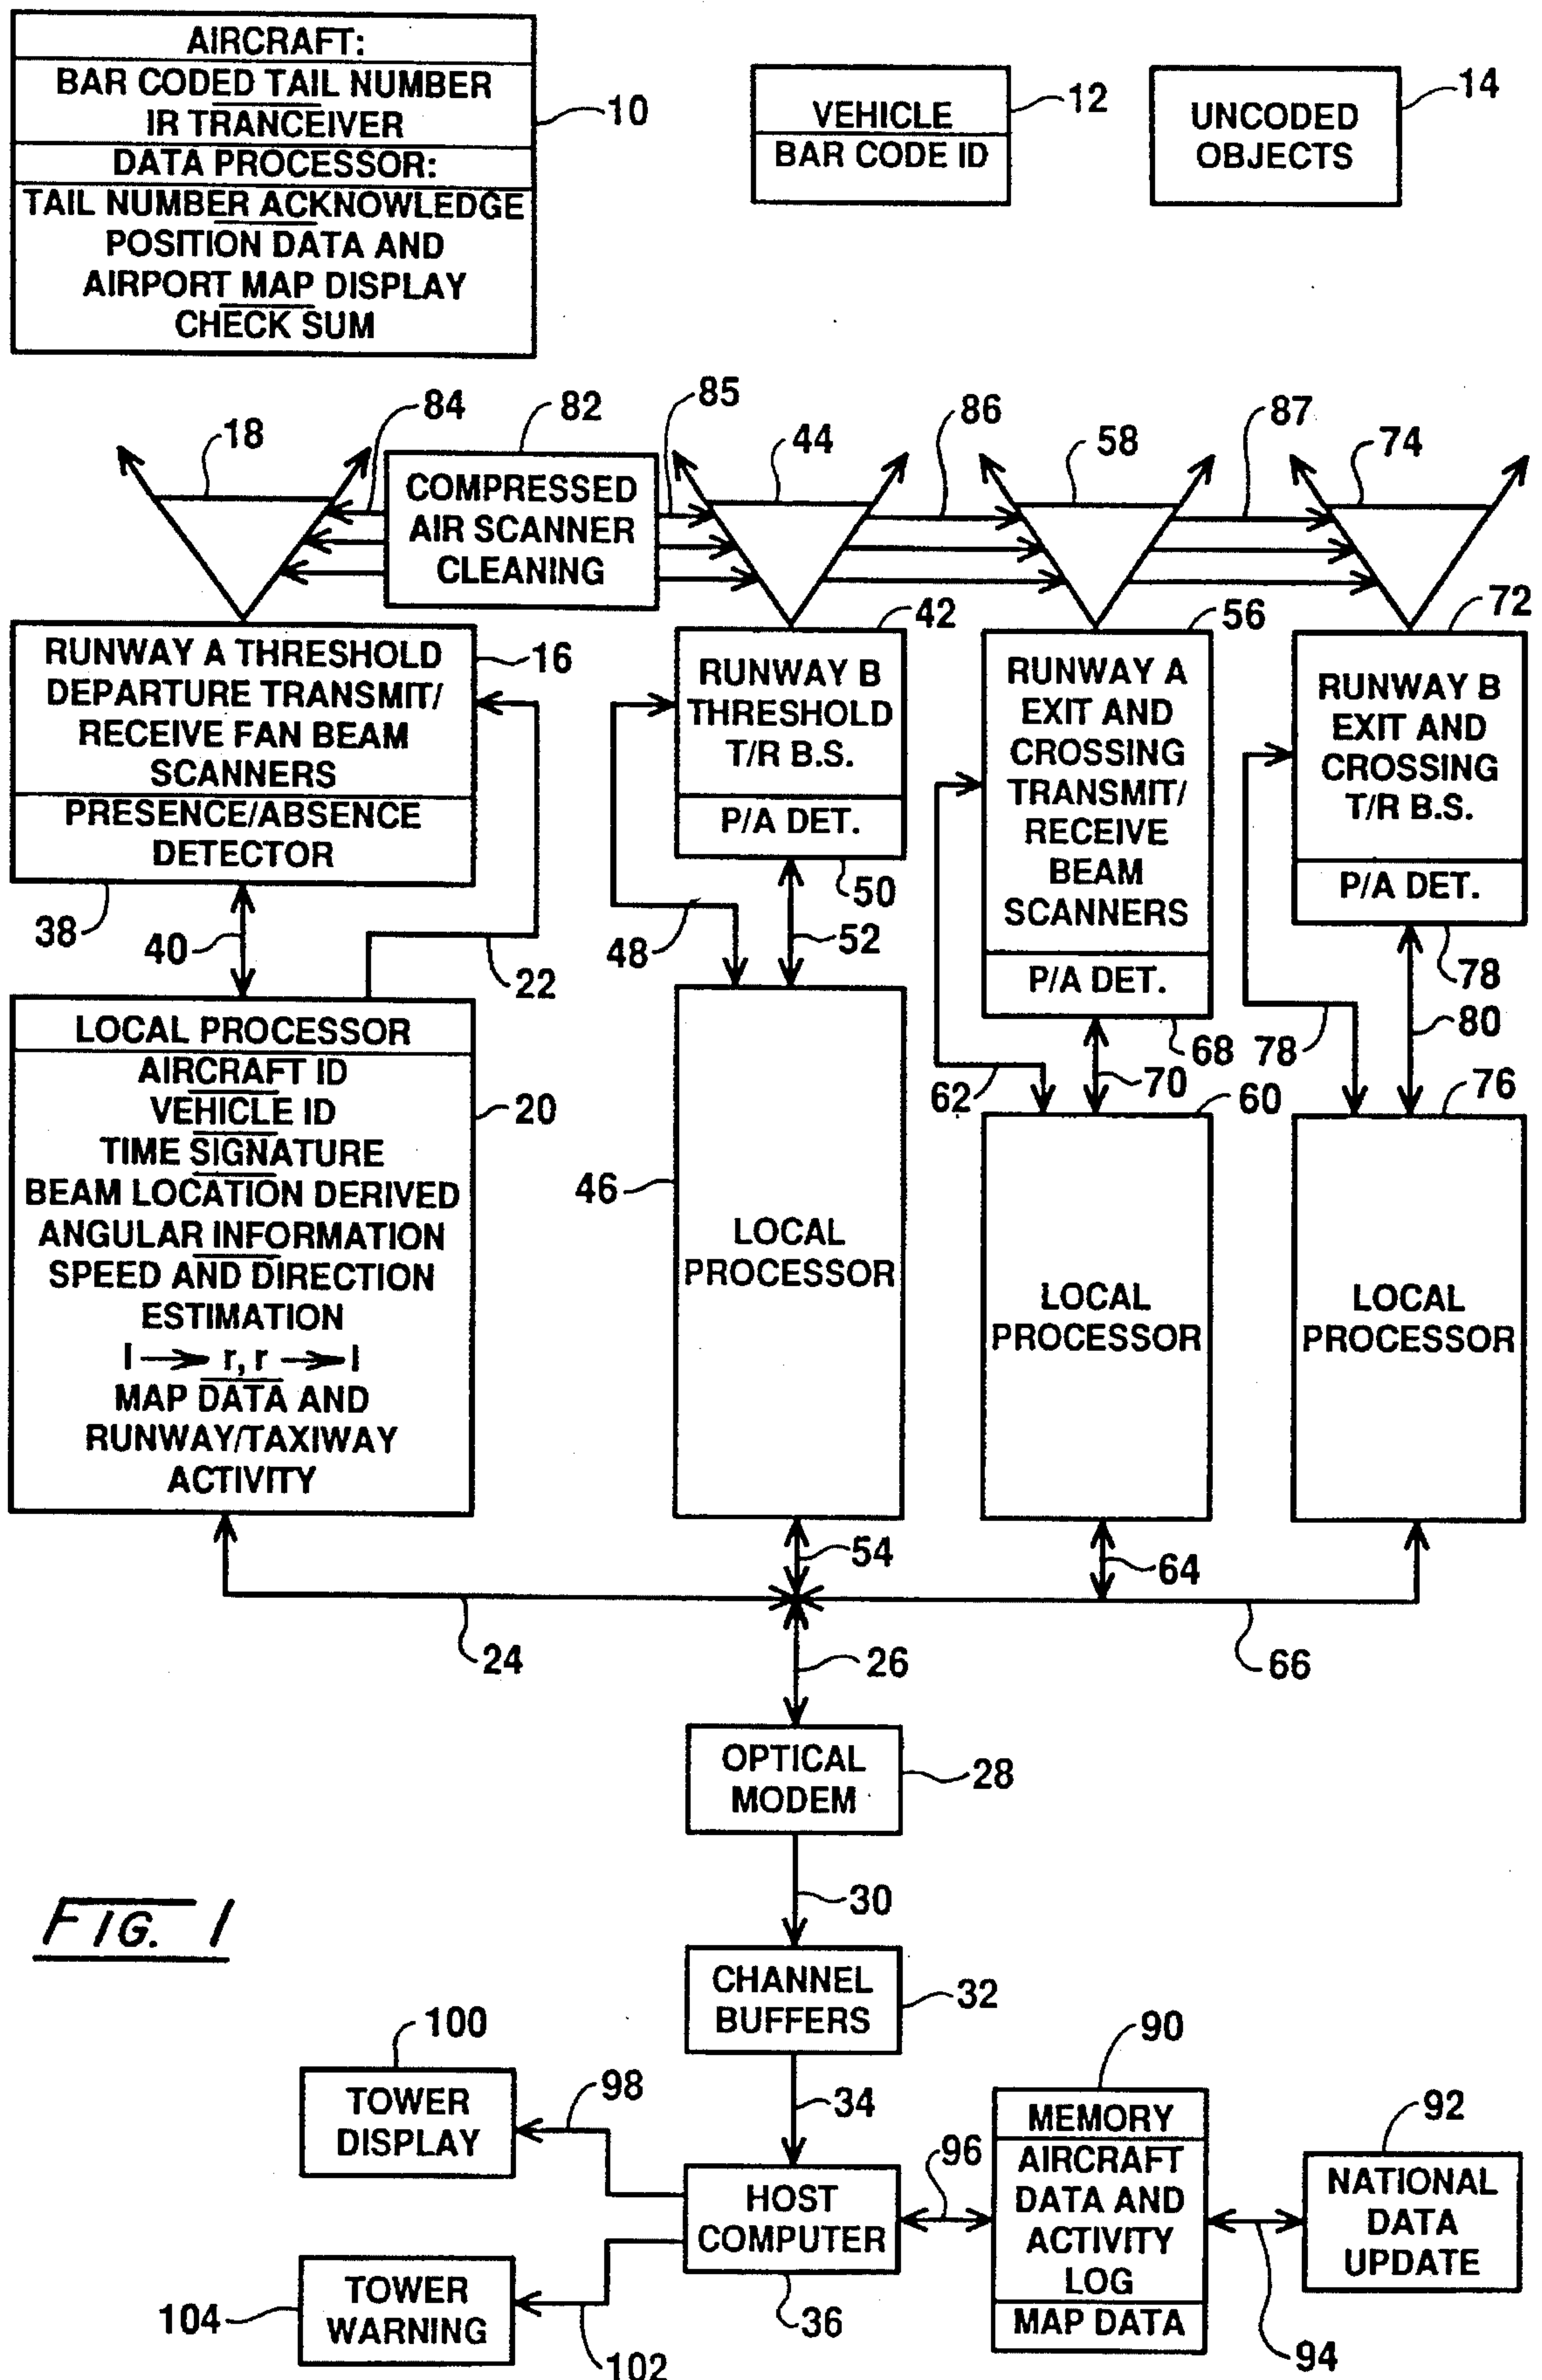 AIRCRAFT:
BAR CODED TAIL NUMBER
IR TRANCEIVER
DATA PROCESSOR:
TAIL NUMBER ACKNOWLEDGE
POSITION DATA AND
AIRPORT MAP DISPLAY
CHECK SUM
10
VEHICLE
BAR CODE ID
12
UNCODED
OBJECTS
14
18
84
82
85
44
86
58
87
74
COMPRESSED
AIR SCANNER
CLEANING
RUNWAY A THRESHOLD
DEPARTURE TRANSMIT/
RECEIVE FAN BEAM
SCANNERS
PRESENCE/ABSENCE
DETECTOR
16
38
40
22
42
RUNWAY B
THRESHOLD
T/R B.S.
P/A DET.
50
48
52
56
RUNWAY A
EXIT AND
CROSSING
TRANSMIT/
RECEIVE
BEAM
SCANNERS
P/A DET.
68
62
70
72
RUNWAY B
EXIT AND
CROSSING
T/R B.S.
P/A DET.
78
78
80
LOCAL PROCESSOR
AIRCRAFT ID
VEHICLE ID
TIME SIGNATURE
BEAM LOCATION DERIVED
ANGULAR INFORMATION
SPEED AND DIRECTION
ESTIMATION
l → r, r → l
MAP DATA AND
RUNWAY/TAXIWAY
ACTIVITY
20
46
LOCAL
PROCESSOR
60
LOCAL
PROCESSOR
76
LOCAL
PROCESSOR
54
64
24
26
66
OPTICAL
MODEM
28
30
CHANNEL
BUFFERS
32
34
FIG. 1
100
TOWER
DISPLAY
98
HOST
COMPUTER
36
96
90
MEMORY
AIRCRAFT
DATA AND
ACTIVITY
LOG
MAP DATA
92
NATIONAL
DATA
UPDATE
94
TOWER
WARNING
104
102